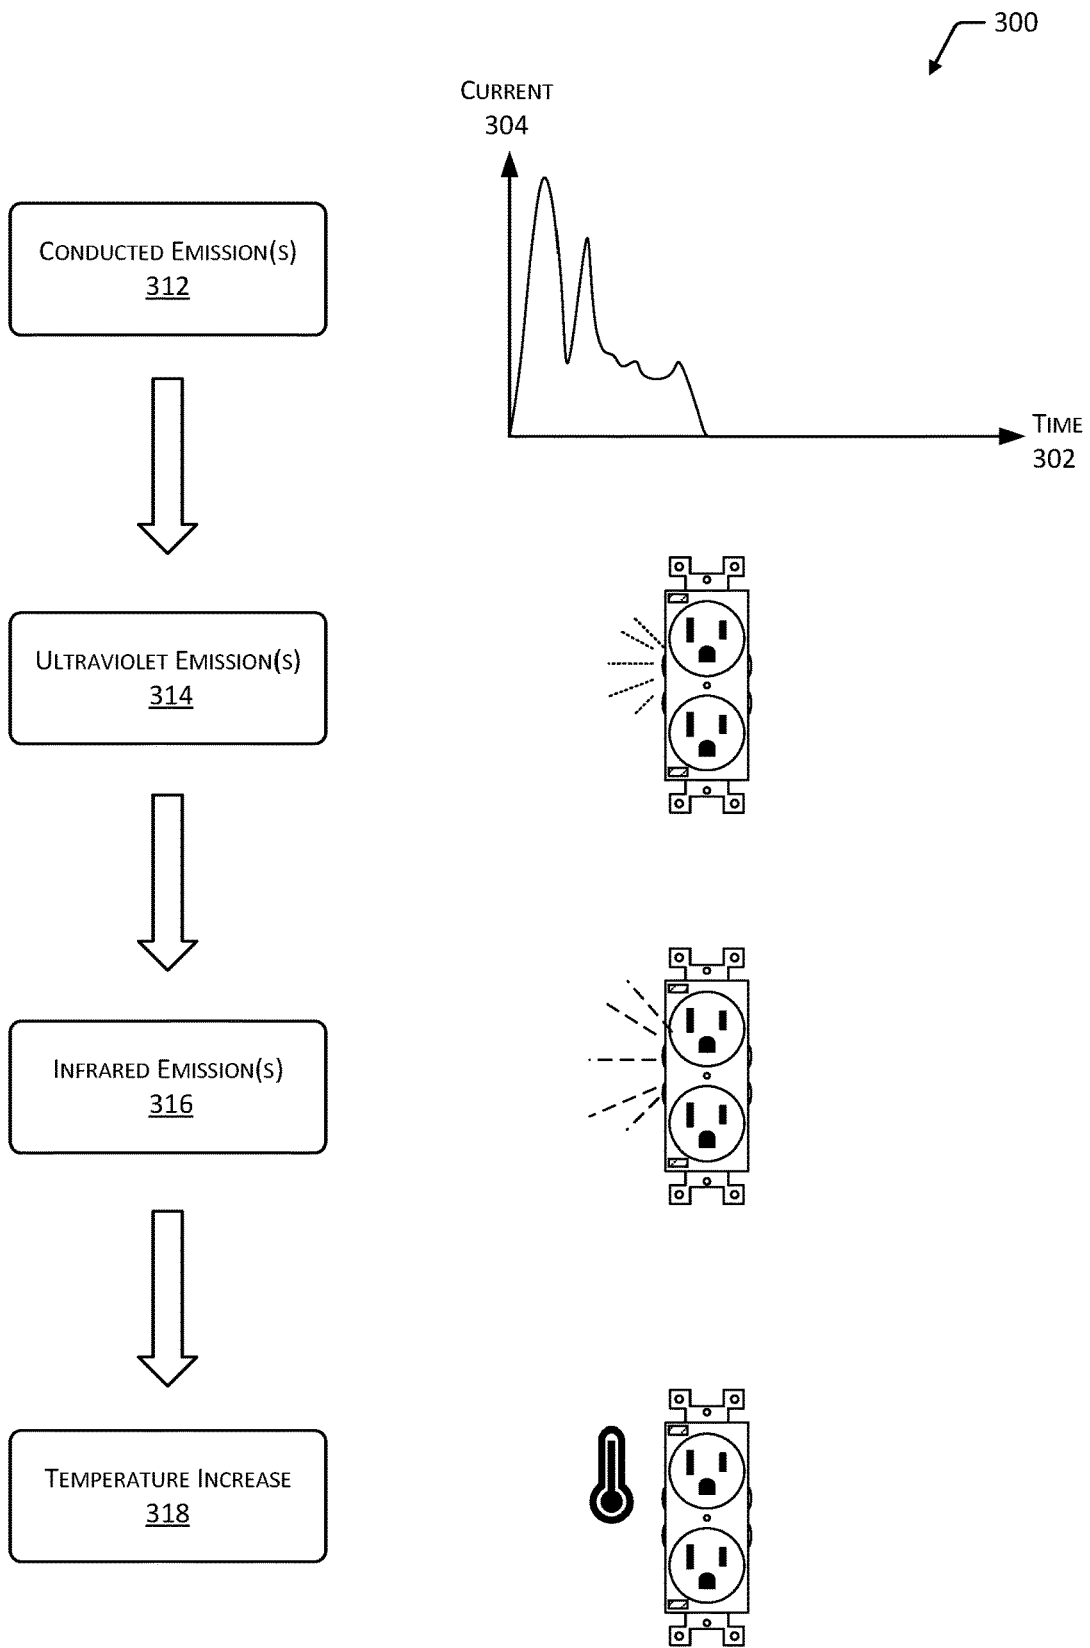 300
CURRENT
304
CONDUCTED EMISSION(S)
312
TIME
302
ULTRAVIOLET EMISSION(S)
314
INFRARED EMISSION(S)
316
TEMPERATURE INCREASE
318